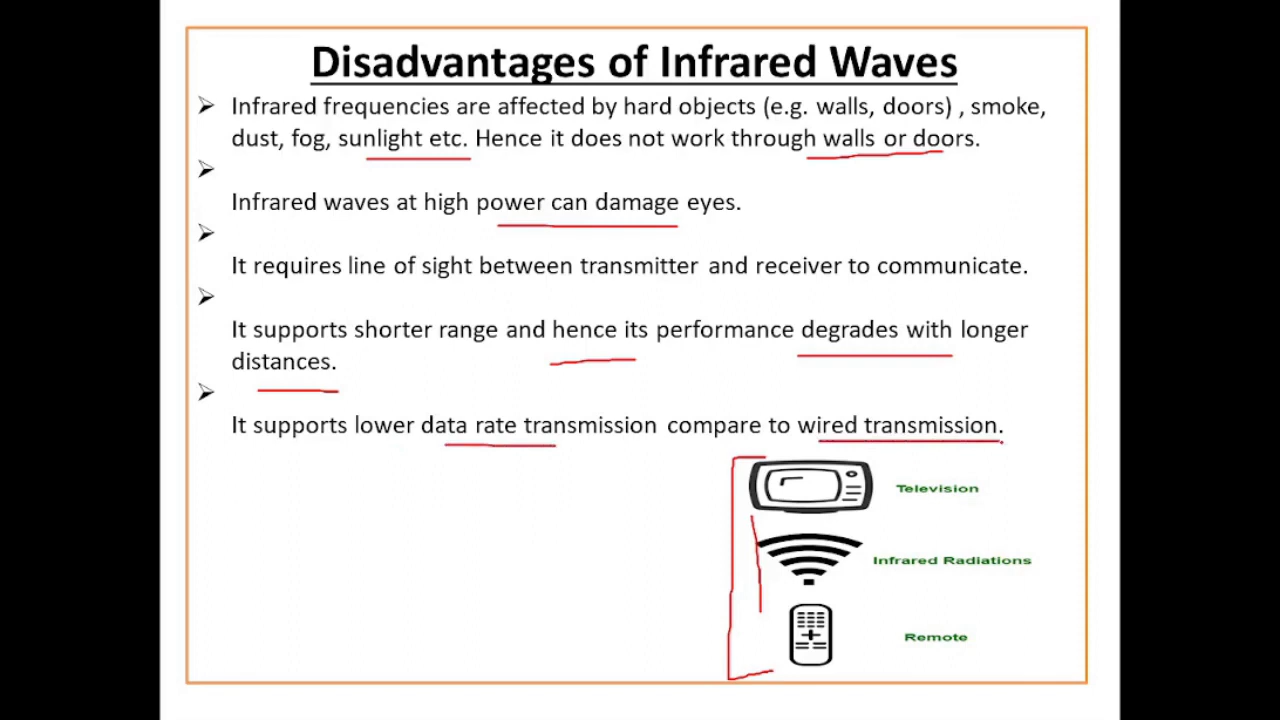 Disadvantages of Infrared Waves
➢ Infrared frequencies are affected by hard objects (e.g. walls, doors) , smoke,
dust, fog, sunlight etc. Hence it does not work through walls or doors.
➢
Infrared waves at high power can damage eyes.
➢
It requires line of sight between transmitter and receiver to communicate.
➢
It supports shorter range and hence its performance degrades with longer
distances.
➢
It supports lower data rate transmission compare to wired transmission.
Television
Infrared Radiations
Remote